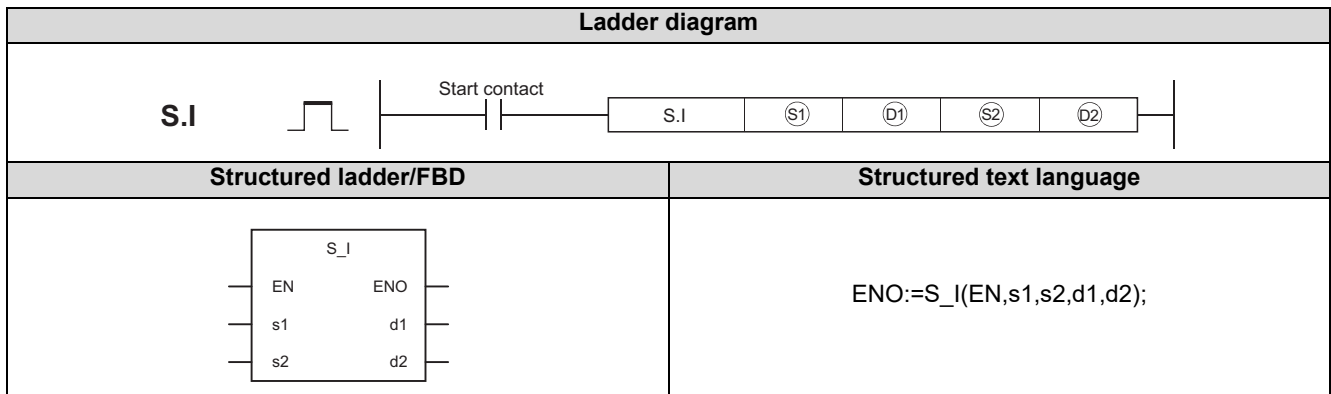 Ladder diagram
Start contact
S.I
S.I S1 D1 S2 D2
Structured ladder/FBD
Structured text language
S_I
EN ENO
s1 d1
s2 d2
ENO:=S_I(EN,s1,s2,d1,d2);